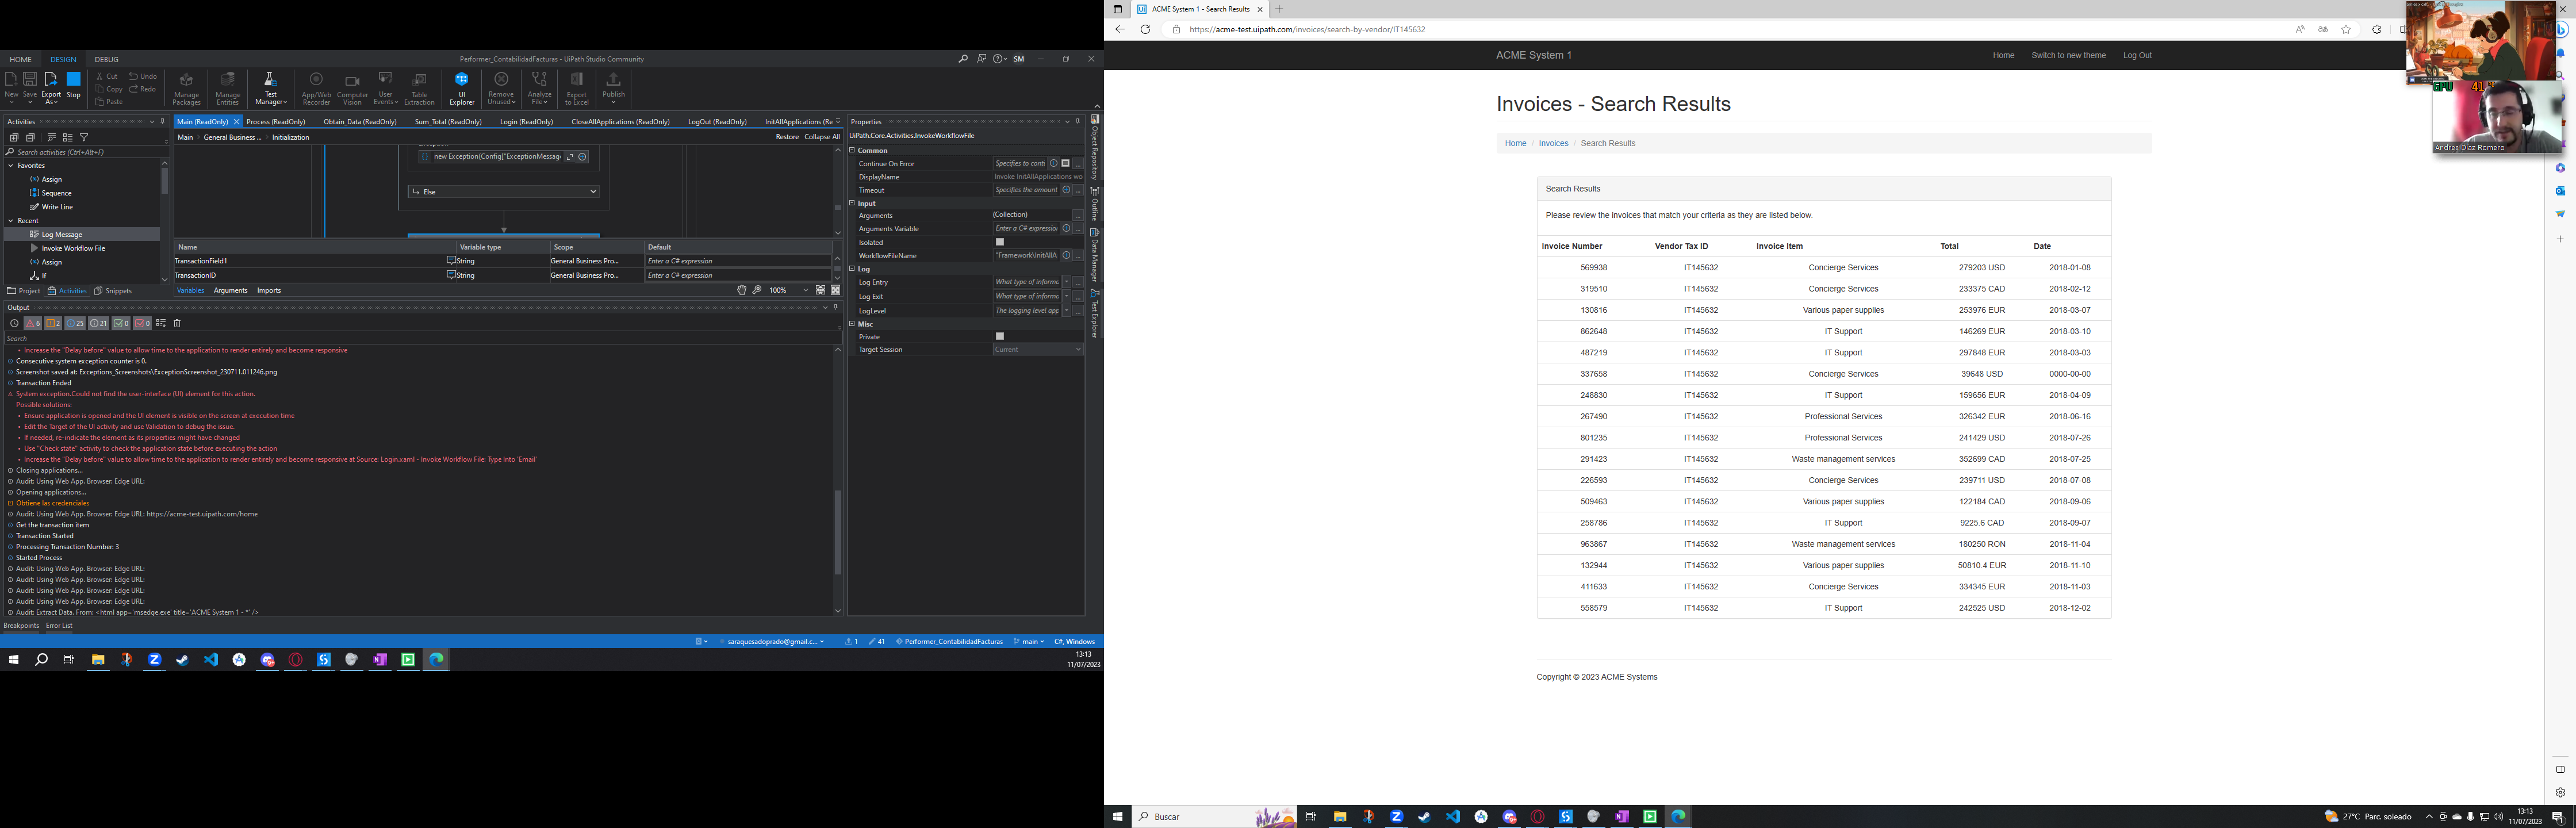 HOME DESIGN DEBUG
Performer_ContabilidadFacturas - UiPath Studio Community
SM
New Save Export As Stop
Cut Copy Paste
Undo Redo
Manage Packages
Manage Entities
Test Manager
App/Web Recorder
Computer Vision
User Events
Table Extraction
UI Explorer
Remove Unused
Analyze File
Export to Excel
Publish
Activities
Search activities (Ctrl+Alt+F)
Favorites
Assign
Sequence
Write Line
Recent
Log Message
Invoke Workflow File
Assign
If
Project Activities Snippets
Main (ReadOnly) Process (ReadOnly) Obtain_Data (ReadOnly) Sum_Total (ReadOnly) Login (ReadOnly) CloseAllApplications (ReadOnly) LogOut (ReadOnly) InitAllApplications (Re
Main General Business ... Initialization
Restore Collapse All
new Exception(Config["ExceptionMessag
Else
Name Variable type Scope Default
TransactionField1 String General Business Pro... Enter a C# expression
TransactionID String General Business Pro... Enter a C# expression
Variables Arguments Imports
100%
Properties
UiPath.Core.Activities.InvokeWorkflowFile
Common
Continue On Error Specifies to conti
DisplayName Invoke InitAllApplications wo
Timeout Specifies the amount
Input
Arguments (Collection)
Arguments Variable Enter a C# expression
Isolated
WorkflowFileName "Framework\InitAllA
Log
Log Entry What type of informa
Log Exit What type of informa
LogLevel The logging level app
Misc
Private
Target Session Current
Object Repository
Outline
Data Manager
Test Explorer
Output
6 2 25 21 0 0
Search
• Increase the "Delay before" value to allow time to the application to render entirely and become responsive
Consecutive system exception counter is 0.
Screenshot saved at: Exceptions_Screenshots\ExceptionScreenshot_230711.011246.png
Transaction Ended
System exception.Could not find the user-interface (UI) element for this action.
Possible solutions:
• Ensure application is opened and the UI element is visible on the screen at execution time
• Edit the Target of the UI activity and use Validation to debug the issue.
• If needed, re-indicate the element as its properties might have changed
• Use "Check state" activity to check the application state before executing the action
• Increase the "Delay before" value to allow time to the application to render entirely and become responsive at Source: Login.xaml - Invoke Workflow File: Type Into 'Email'
Closing applications...
Audit: Using Web App. Browser: Edge URL:
Opening applications...
Obtiene las credenciales
Audit: Using Web App. Browser: Edge URL: https://acme-test.uipath.com/home
Get the transaction item
Transaction Started
Processing Transaction Number: 3
Started Process
Audit: Using Web App. Browser: Edge URL:
Audit: Using Web App. Browser: Edge URL:
Audit: Using Web App. Browser: Edge URL:
Audit: Using Web App. Browser: Edge URL:
Audit: Extract Data. From: <html app='msedge.exe' title='ACME System 1 - *' />
Breakpoints Error List
saraquesadoprado@gmail.c... 1 41 Performer_ContabilidadFacturas main C#, Windows
13:13
11/07/2023
ACME System 1 - Search Results
https://acme-test.uipath.com/invoices/search-by-vendor/IT145632
ACME System 1
Home Switch to new theme Log Out
Invoices - Search Results
Home / Invoices / Search Results
Search Results
Please review the invoices that match your criteria as they are listed below.
Invoice Number Vendor Tax ID Invoice Item Total Date
569938 IT145632 Concierge Services 279203 USD 2018-01-08
319510 IT145632 Concierge Services 233375 CAD 2018-02-12
130816 IT145632 Various paper supplies 253976 EUR 2018-03-07
862648 IT145632 IT Support 146269 EUR 2018-03-10
487219 IT145632 IT Support 297848 EUR 2018-03-03
337658 IT145632 Concierge Services 39648 USD 0000-00-00
248830 IT145632 IT Support 159656 EUR 2018-04-09
267490 IT145632 Professional Services 326342 EUR 2018-06-16
801235 IT145632 Professional Services 241429 USD 2018-07-26
291423 IT145632 Waste management services 352699 CAD 2018-07-25
226593 IT145632 Concierge Services 239711 USD 2018-07-08
509463 IT145632 Various paper supplies 122184 CAD 2018-09-06
258786 IT145632 IT Support 9225.6 CAD 2018-09-07
963867 IT145632 Waste management services 180250 RON 2018-11-04
132944 IT145632 Various paper supplies 50810.4 EUR 2018-11-10
411633 IT145632 Concierge Services 334345 EUR 2018-11-03
558579 IT145632 IT Support 242525 USD 2018-12-02
Copyright © 2023 ACME Systems
GPU 41
Andres Díaz Romero
Buscar
27°C Parc. soleado
13:13
11/07/2023